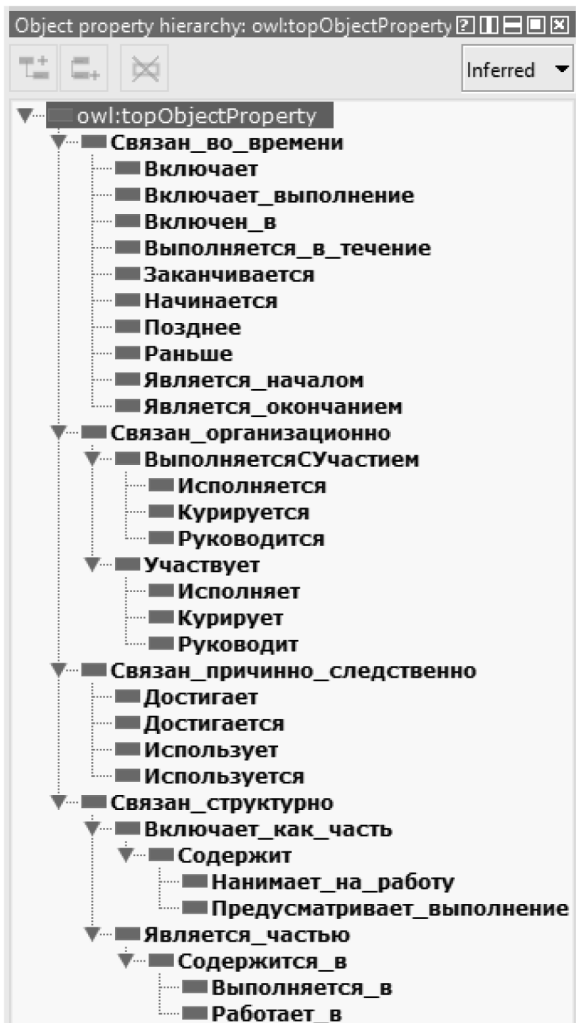 Object property hierarchy: owl:topObjectProperty
Inferred
owl:topObjectProperty
Связан_во_времени
Включает
Включает_выполнение
Включен_в
Выполняется_в_течение
Заканчивается
Начинается
Позднее
Раньше
Является_началом
Является_окончанием
Связан_организационно
ВыполняетсяСУчастием
Исполняется
Курируется
Руководится
Участвует
Исполняет
Курирует
Руководит
Связан_причинно_следственно
Достигает
Достигается
Использует
Используется
Связан_структурно
Включает_как_часть
Содержит
Нанимает_на_работу
Предусматривает_выполнение
Является_частью
Содержится_в
Выполняется_в
Работает_в